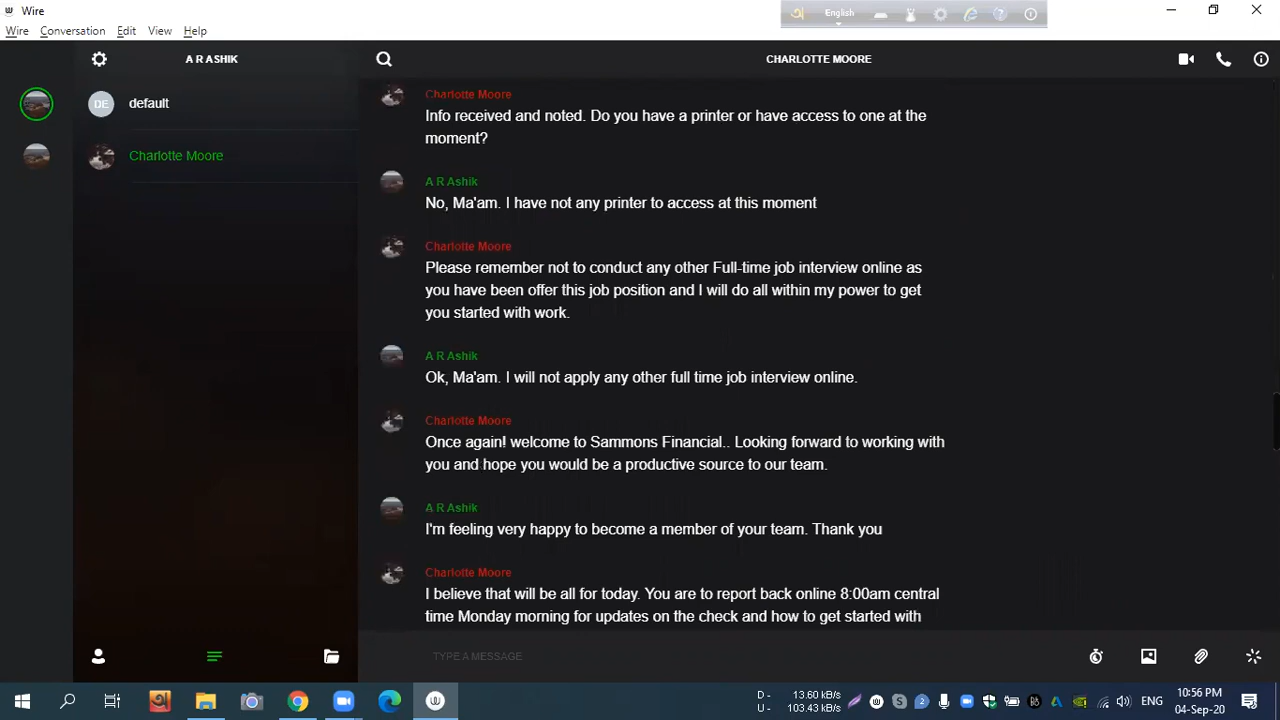 Wire
English
Wire Conversation Edit View Help
A R ASHIK
CHARLOTTE MOORE
DE default
Charlotte Moore
Charlotte Moore
Info received and noted. Do you have a printer or have access to one at the
moment?
A R Ashik
No, Ma'am. I have not any printer to access at this moment
Charlotte Moore
Please remember not to conduct any other Full-time job interview online as
you have been offer this job position and I will do all within my power to get
you started with work.
A R Ashik
Ok, Ma'am. I will not apply any other full time job interview online.
Charlotte Moore
Once again! welcome to Sammons Financial.. Looking forward to working with
you and hope you would be a productive source to our team.
A R Ashik
I'm feeling very happy to become a member of your team. Thank you
Charlotte Moore
I believe that will be all for today. You are to report back online 8:00am central
time Monday morning for updates on the check and how to get started with
TYPE A MESSAGE
D - 13.60 kB/s
U - 103.43 kB/s
ENG
10:56 PM
04-Sep-20